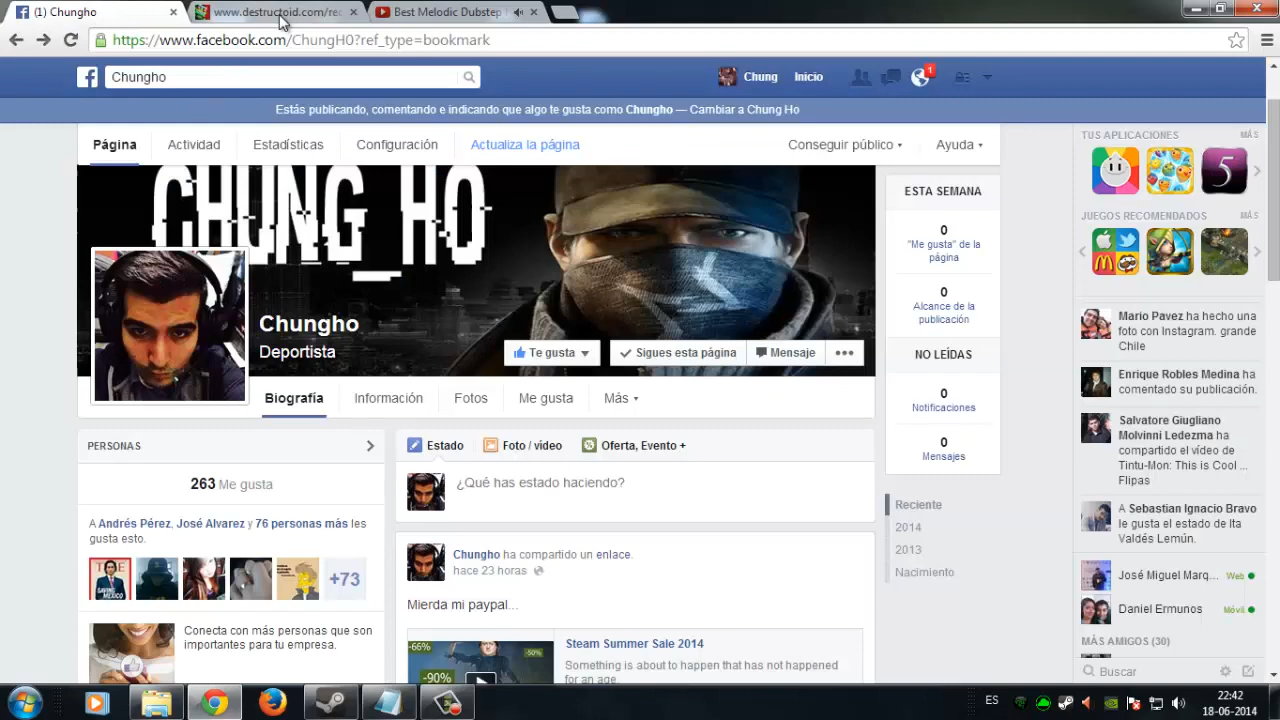 (1) Chungho
www.destructoid.com/rec
Best Melodic Dubstep
https://www.facebook.com/ChungH0?ref_type=bookmark
Chungho
Chung
Inicio
1
Estás publicando, comentando e indicando que algo te gusta como Chungho — Cambiar a Chung Ho
Página
Actividad
Estadísticas
Configuración
Actualiza la página
Conseguir público
Ayuda
CHUNG_HO
Chungho
Deportista
Te gusta
Sigues esta página
Mensaje
Biografía
Información
Fotos
Me gusta
Más
ESTA SEMANA
0
"Me gusta" de la
página
0
Alcance de la
publicación
NO LEÍDAS
0
Notificaciones
0
Mensajes
PERSONAS
263 Me gusta
A Andrés Pérez, José Alvarez y 76 personas más les
gusta esto.
TIME
SAVING
MEXICO
+73
Conecta con más personas que son
importantes para tu empresa.
Estado
Foto / vídeo
Oferta, Evento +
¿Qué has estado haciendo?
Chungho ha compartido un enlace.
hace 23 horas
Mierda mi paypal...
-66%
-50%
-90%
Steam Summer Sale 2014
Something is about to happen that has not happened
for an age.
Reciente
2014
2013
Nacimiento
TUS APLICACIONES
MÁS
5
JUEGOS RECOMENDADOS
MÁS
Mario Pavez ha hecho una
foto con Instagram. grande
Chile
Enrique Robles Medina ha
comentado su publicación.
Salvatore Giugliano
Molvinni Ledezma ha
compartido el vídeo de
Tintu-Mon: This is Cool ...
Flipas
A Sebastian Ignacio Bravo
le gusta el estado de Ita
Valdés Lemún.
José Miguel Marq...
Web
Daniel Ermunos
Móvil
MÁS AMIGOS (30)
Buscar
ES
22:42
18-06-2014